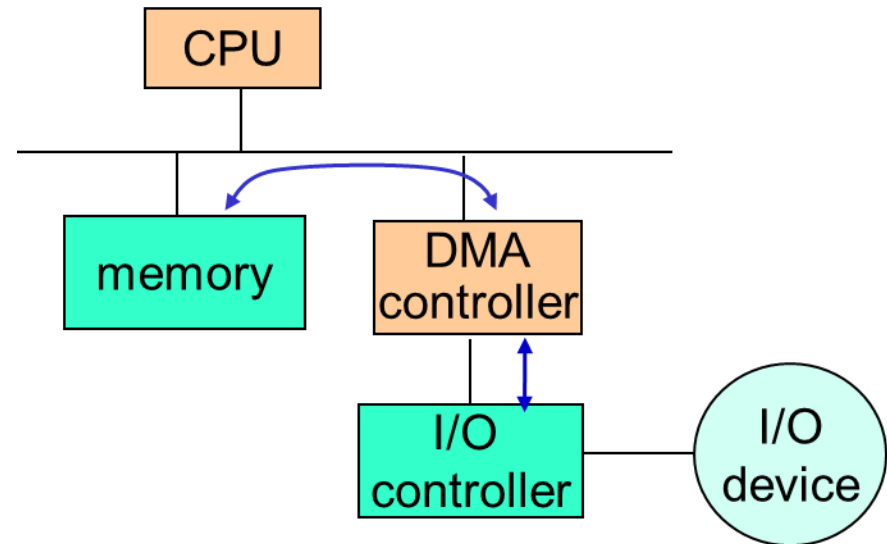 CPU
memory
DMA
controller
I/O
controller
I/O
device